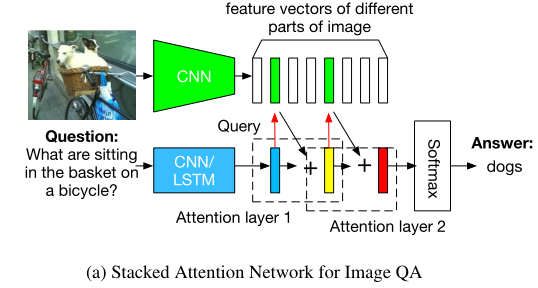 feature vectors of different
parts of image
CNN
Question:
What are sitting
in the basket on
a bicycle?
Query
CNN/
LSTM
+
+
Softmax
Answer:
dogs
Attention layer 1
Attention layer 2
(a) Stacked Attention Network for Image QA